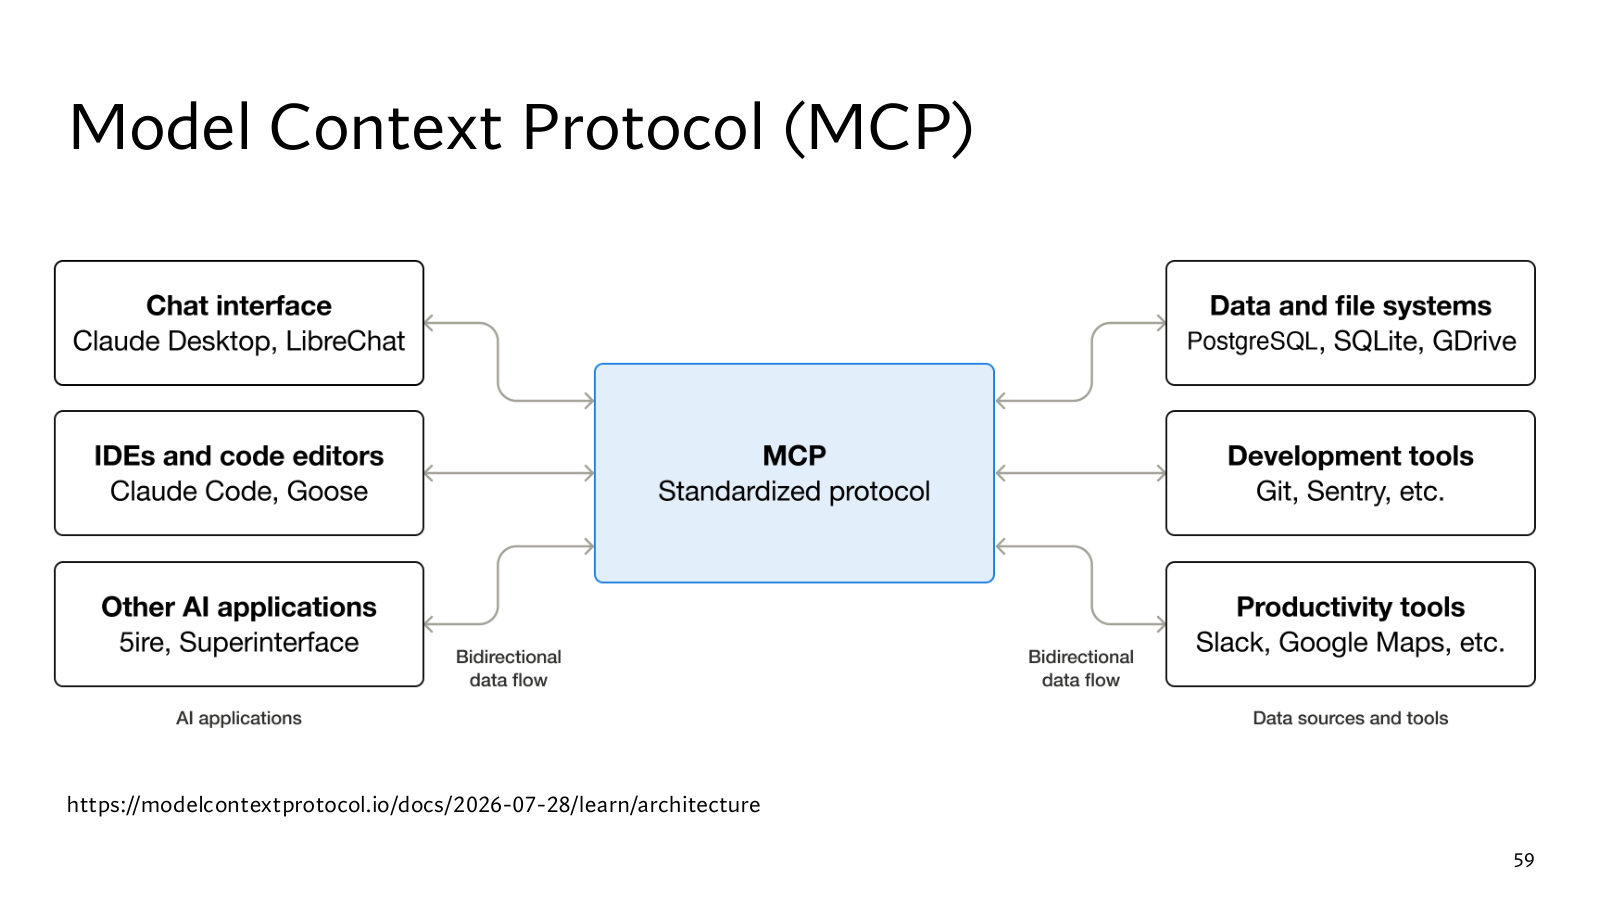 Model Context Protocol (MCP)
Chat interface
Claude Desktop, LibreChat
IDEs and code editors
Claude Code, Goose
Other AI applications
5ire, Superinterface
AI applications
Bidirectional
data flow
MCP
Standardized protocol
Bidirectional
data flow
Data and file systems
PostgreSQL, SQLite, GDrive
Development tools
Git, Sentry, etc.
Productivity tools
Slack, Google Maps, etc.
Data sources and tools
https://modelcontextprotocol.io/docs/2026-07-28/learn/architecture
59